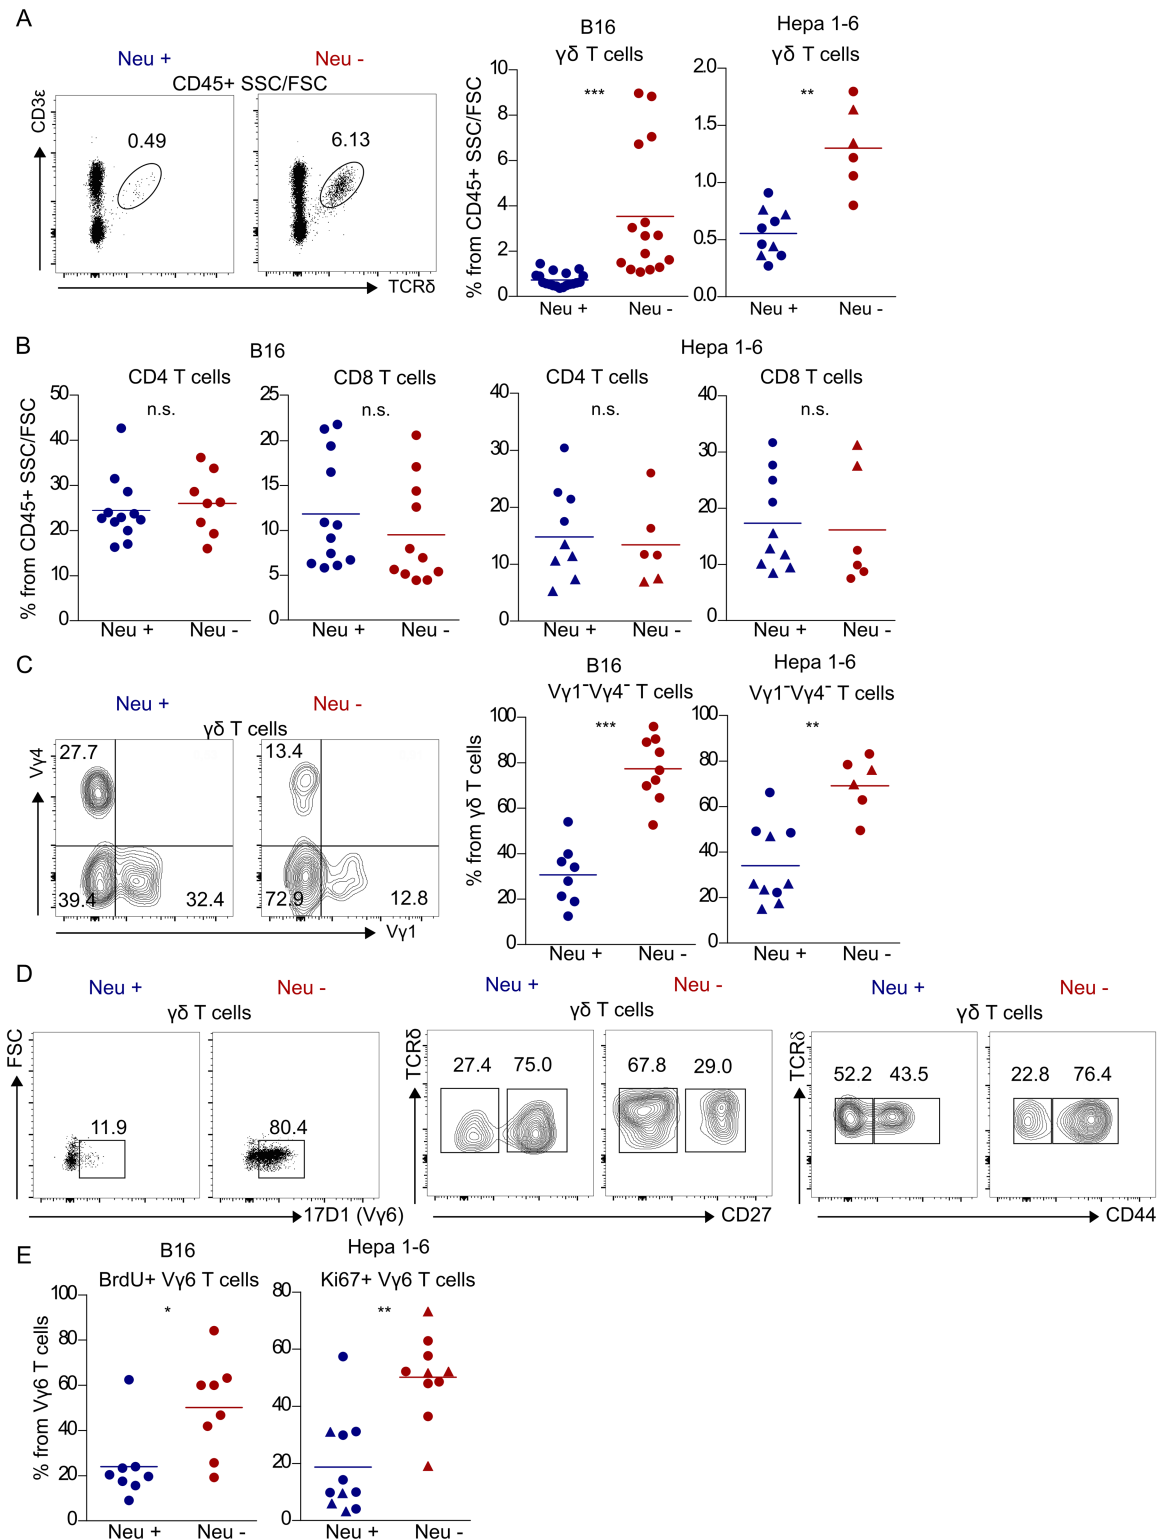 A
Neu +
Neu -
CD45+ SSC/FSC
CD3ε
0.49
6.13
TCRδ
B16
γδ T cells
% from CD45+ SSC/FSC
10
8
6
4
2
0
***
Neu +
Neu -
Hepa 1-6
γδ T cells
2.0
1.5
1.0
0.5
0.0
**
Neu +
Neu -
B
B16
CD4 T cells
% from CD45+ SSC/FSC
50
40
30
20
10
0
n.s.
Neu +
Neu -
CD8 T cells
25
20
15
10
5
0
n.s.
Neu +
Neu -
Hepa 1-6
CD4 T cells
40
30
20
10
0
n.s.
Neu +
Neu -
CD8 T cells
40
30
20
10
0
n.s.
Neu +
Neu -
C
Neu +
Neu -
γδ T cells
Vγ4
27.7
39.4
32.4
13.4
72.9
12.8
Vγ1
B16
Vγ1⁻Vγ4⁻ T cells
% from γδ T cells
100
80
60
40
20
0
***
Neu +
Neu -
Hepa 1-6
Vγ1⁻Vγ4⁻ T cells
100
80
60
40
20
0
**
Neu +
Neu -
D
Neu +
Neu -
γδ T cells
FSC
11.9
80.4
17D1 (Vγ6)
Neu +
Neu -
γδ T cells
TCRδ
27.4
75.0
67.8
29.0
CD27
Neu +
Neu -
γδ T cells
TCRδ
52.2
43.5
22.8
76.4
CD44
E
B16
BrdU+ Vγ6 T cells
% from Vγ6 T cells
100
80
60
40
20
0
*
Neu +
Neu -
Hepa 1-6
Ki67+ Vγ6 T cells
80
60
40
20
0
**
Neu +
Neu -